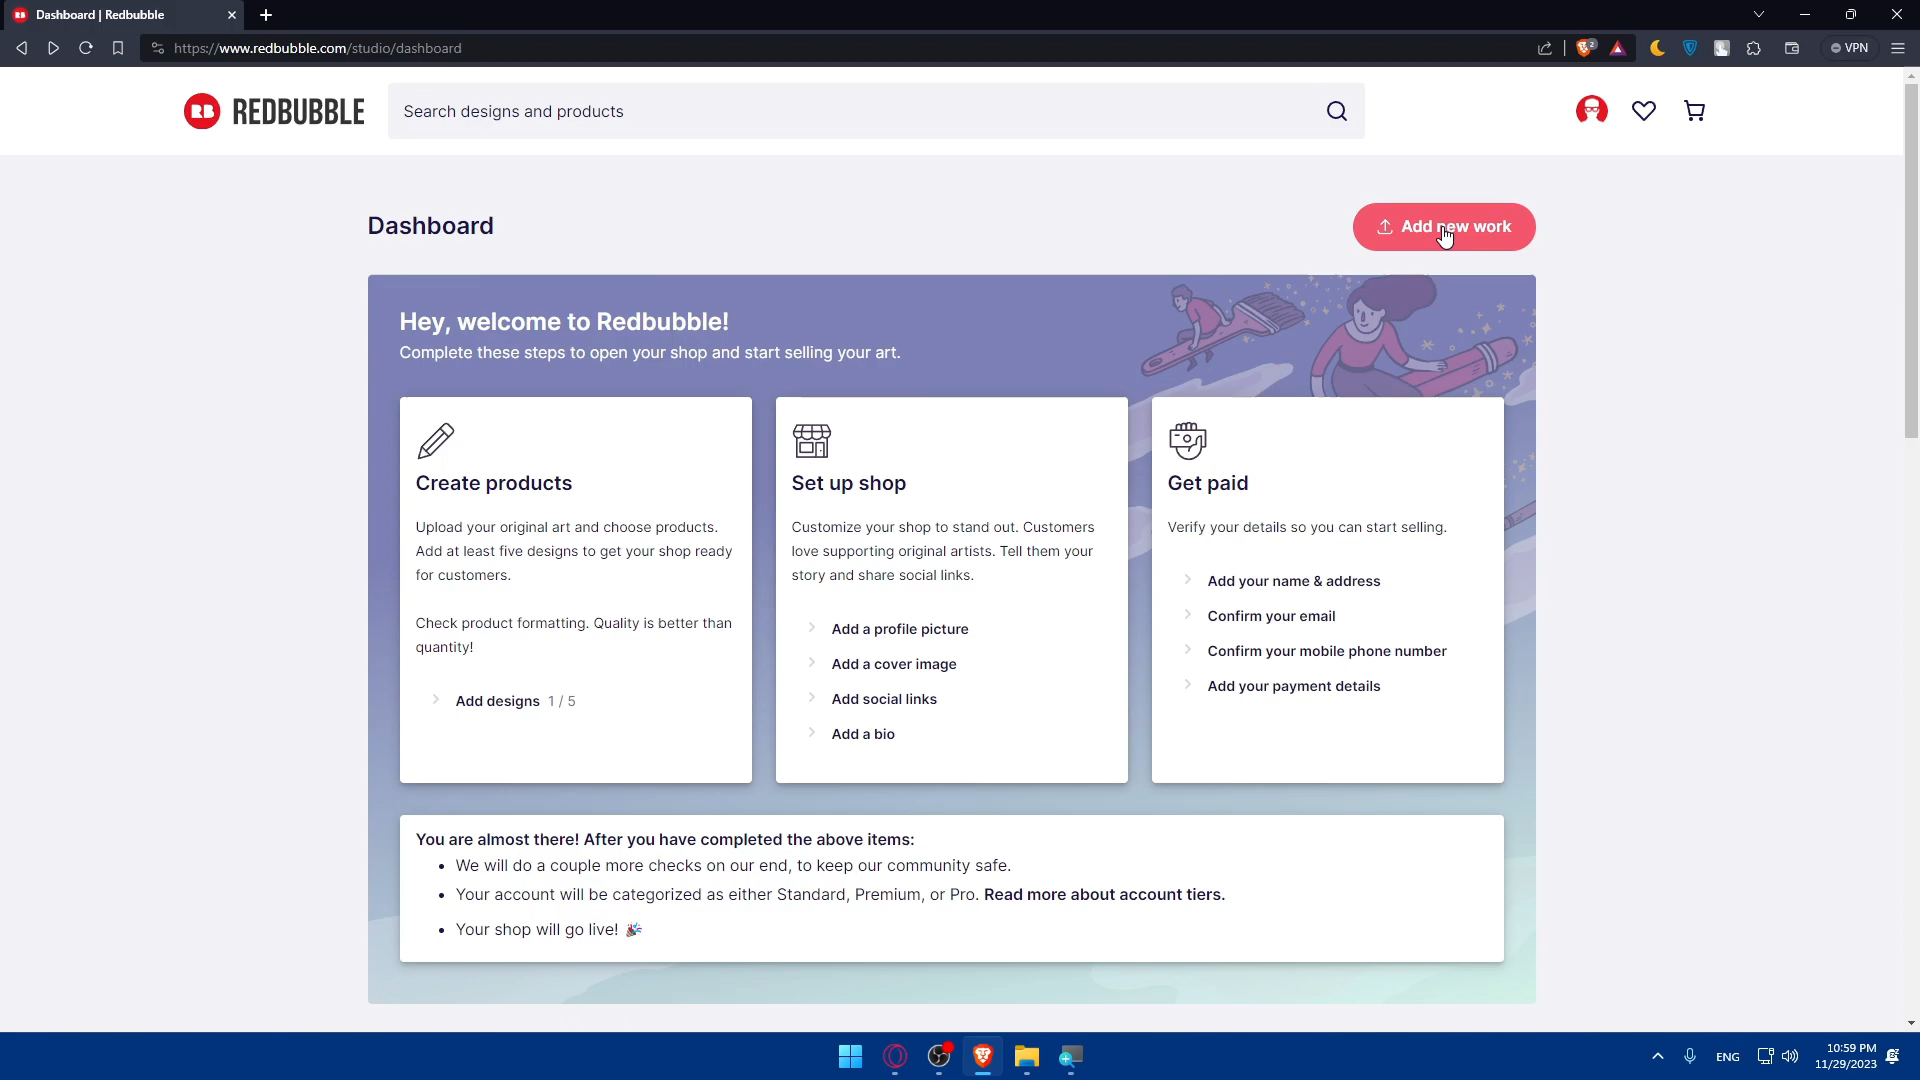 Dashboard | Redbubble
https://www.redbubble.com/studio/dashboard
2
VPN
RB REDBUBBLE
Search designs and products
Dashboard
Add new work
Hey, welcome to Redbubble!
Complete these steps to open your shop and start selling your art.
Create products
Upload your original art and choose products.
Add at least five designs to get your shop ready
for customers.
Check product formatting. Quality is better than
quantity!
Add designs 1 / 5
Set up shop
Customize your shop to stand out. Customers
love supporting original artists. Tell them your
story and share social links.
Add a profile picture
Add a cover image
Add social links
Add a bio
Get paid
Verify your details so you can start selling.
Add your name & address
Confirm your email
Confirm your mobile phone number
Add your payment details
You are almost there! After you have completed the above items:
• We will do a couple more checks on our end, to keep our community safe.
• Your account will be categorized as either Standard, Premium, or Pro. Read more about account tiers.
• Your shop will go live! 🎉
ENG
10:59 PM
11/29/2023